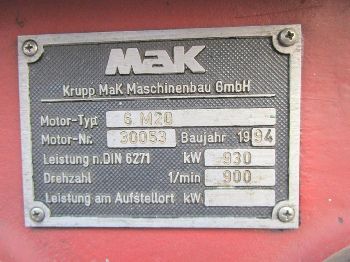 MaK
Krupp MaK Maschinenbau GmbH
Motor-Typ 6 M20
Motor-Nr. 30053 Baujahr 1994
Leistung n. DIN 6271 kW 930
Drehzahl 1/min 900
Leistung am Aufstellort kW